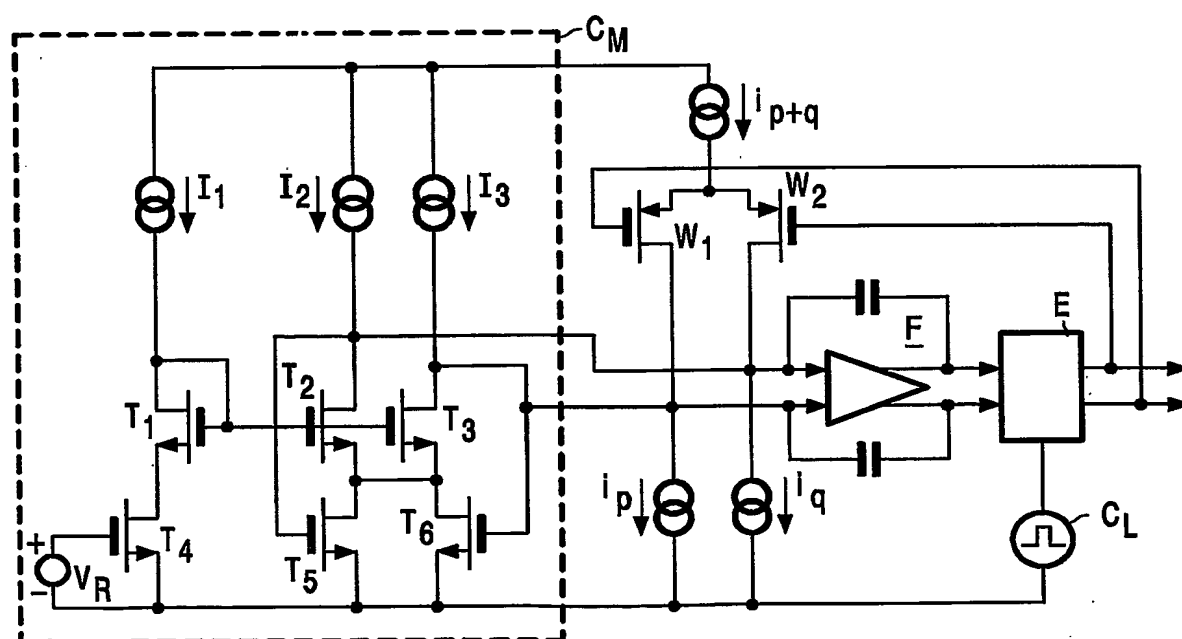 C_M
i_p+q
I_1
I_2
I_3
W_2
W_1
E
F
T_2
T_1
T_3
i_p
i_q
T_4
T_6
C_L
+
V_R
-
T_5